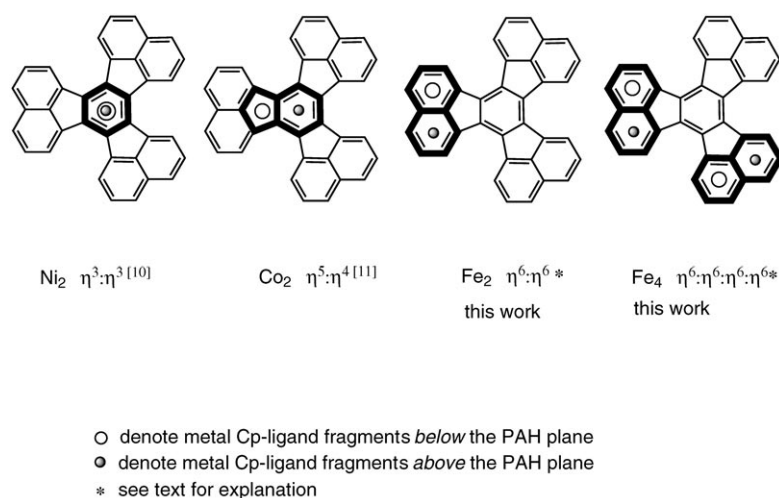 Ni₂ η³:η³ [10] Co₂ η⁵:η⁴ [11] Fe₂ η⁶:η⁶ * Fe₄ η⁶:η⁶:η⁶:η⁶*
this work this work
○ denote metal Cp-ligand fragments below the PAH plane
● denote metal Cp-ligand fragments above the PAH plane
* see text for explanation